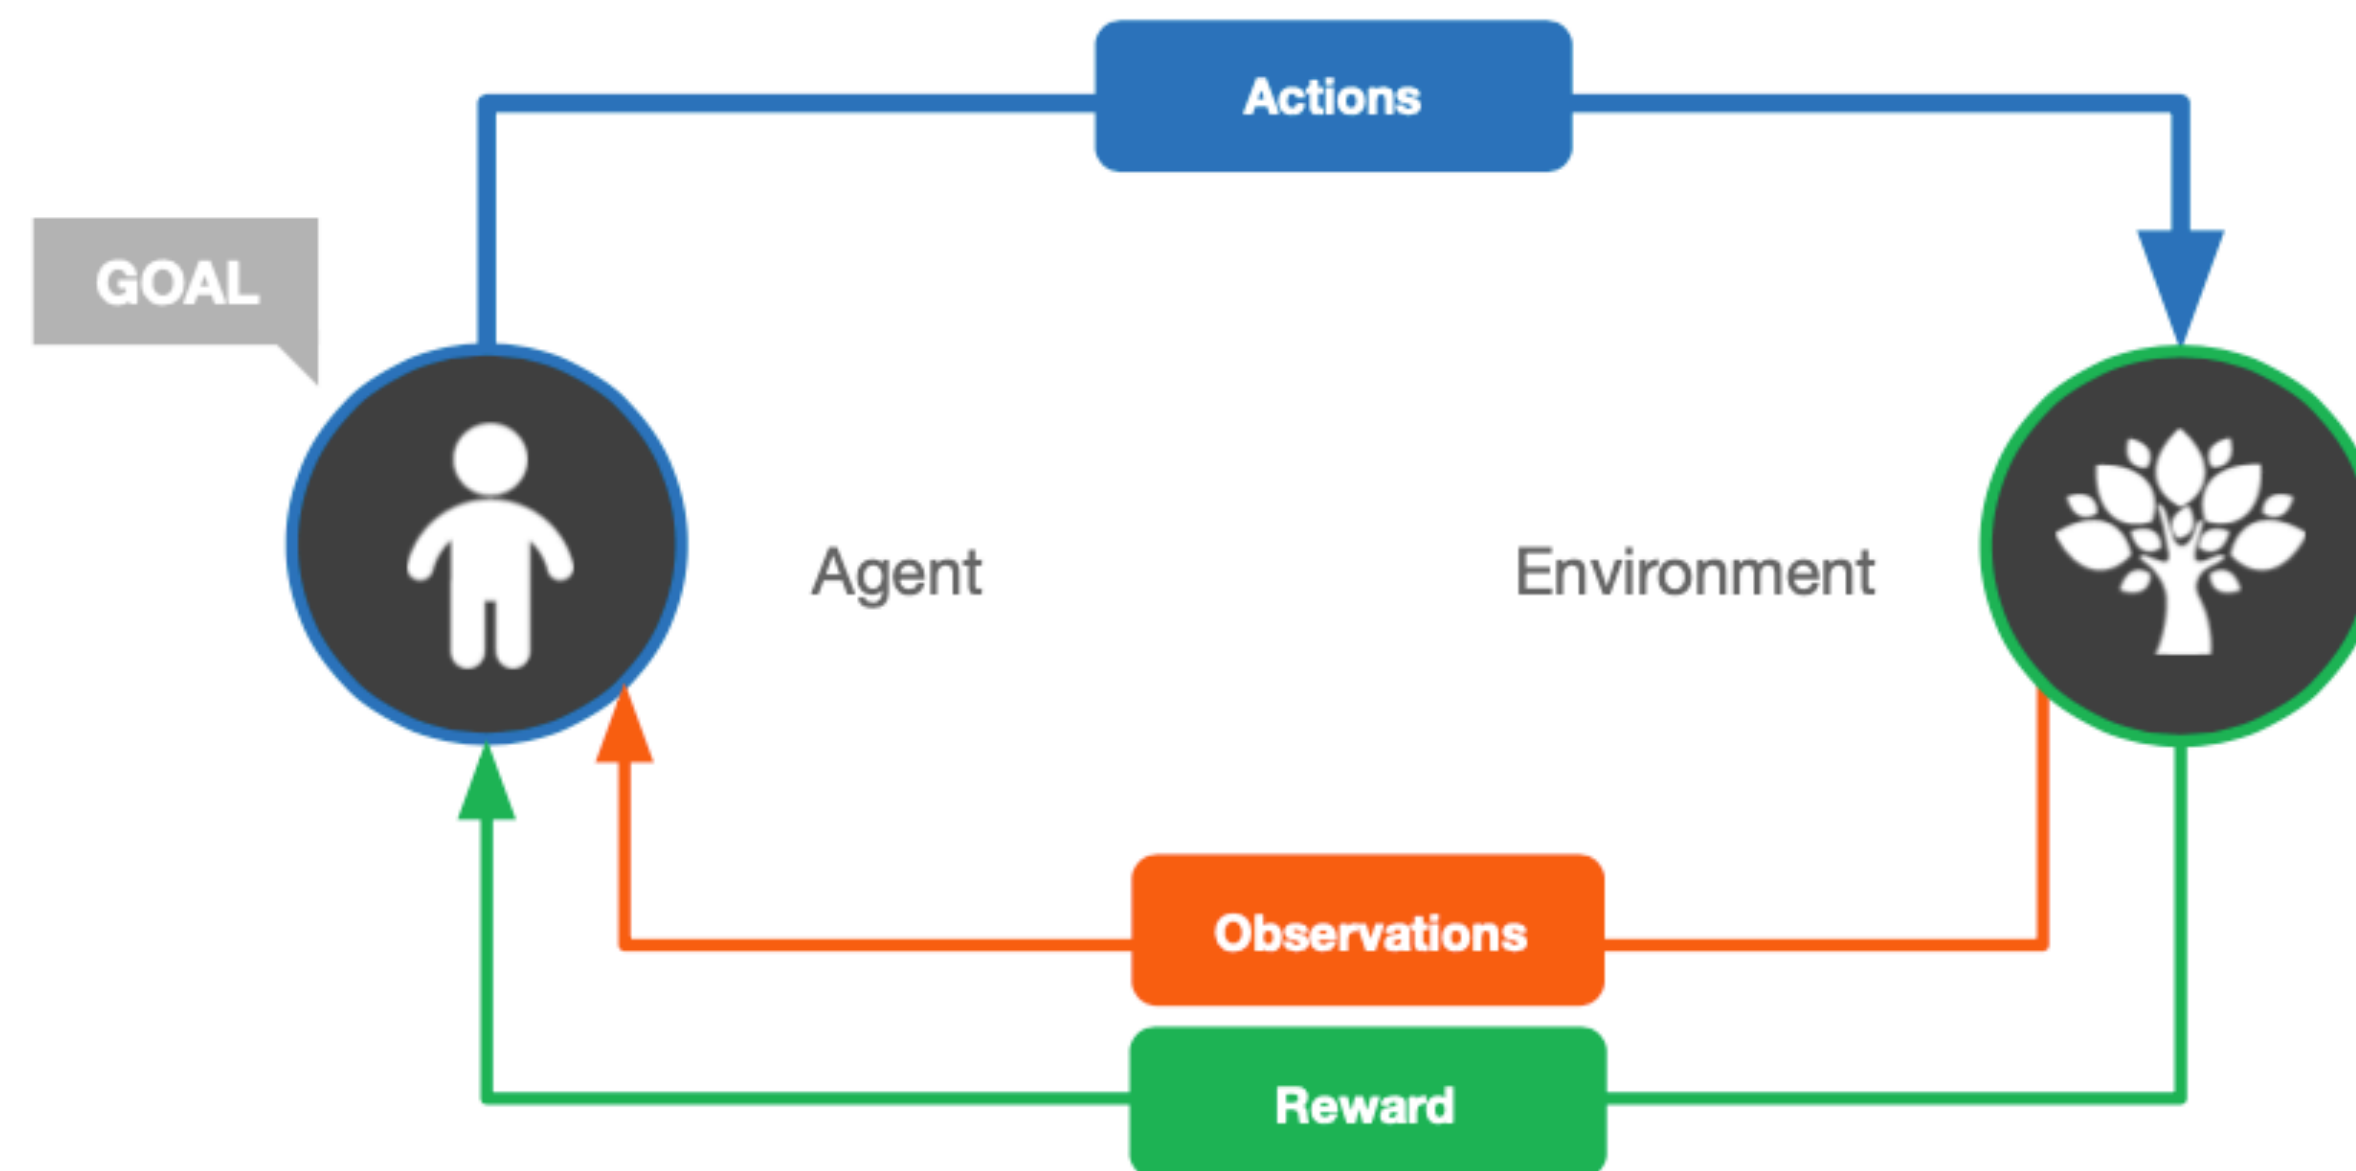 Actions
GOAL
Agent
Environment
Observations
Reward